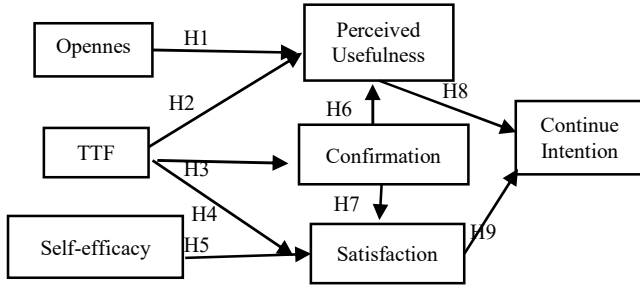 Opennes
H1
Perceived
Usefulness
H2
H8
H6
Continue
Intention
TTF
H3
Confirmation
H4
H7
Self-efficacy
H5
Satisfaction
H9